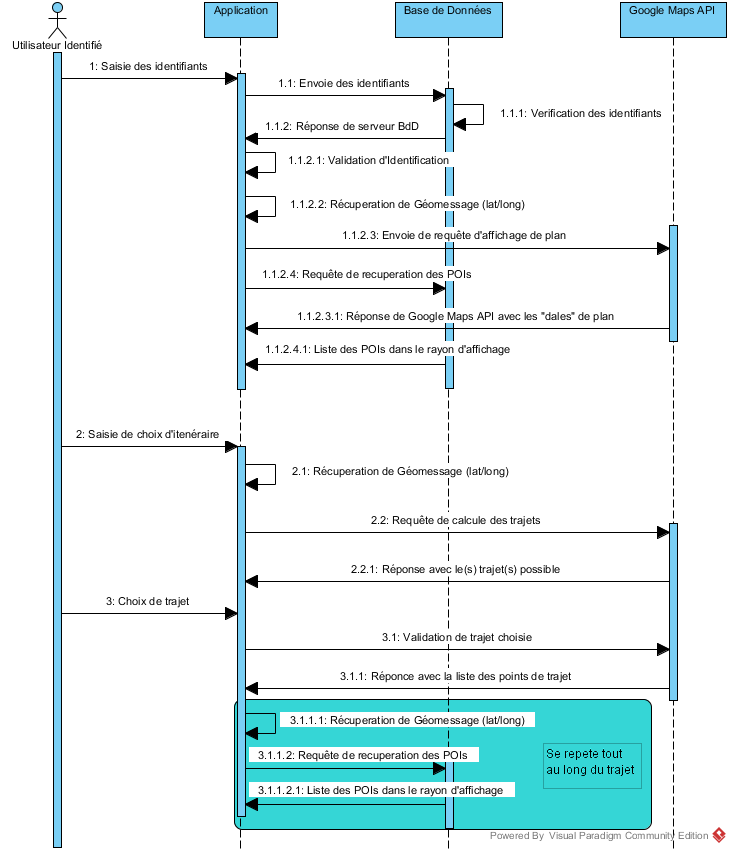 Application
Base de Données
Google Maps API
Utilisateur Identifié
1: Saisie des identifiants
1.1: Envoie des identifiants
1.1.1: Verification des identifiants
1.1.2: Réponse de serveur BdD
1.1.2.1: Validation d'Identification
1.1.2.2: Récuperation de Géomessage (lat/long)
1.1.2.3: Envoie de requête d'affichage de plan
1.1.2.4: Requête de recuperation des POIs
1.1.2.3.1: Réponse de Google Maps API avec les "dales" de plan
1.1.2.4.1: Liste des POIs dans le rayon d'affichage
2: Saisie de choix d'itenéraire
2.1: Récuperation de Géomessage (lat/long)
2.2: Requête de calcule des trajets
2.2.1: Réponse avec le(s) trajet(s) possible
3: Choix de trajet
3.1: Validation de trajet choisie
3.1.1: Réponce avec la liste des points de trajet
3.1.1.1: Récuperation de Géomessage (lat/long)
3.1.1.2: Requête de recuperation des POIs
Se repete tout
au long du trajet
3.1.1.2.1: Liste des POIs dans le rayon d'affichage
Powered By Visual Paradigm Community Edition